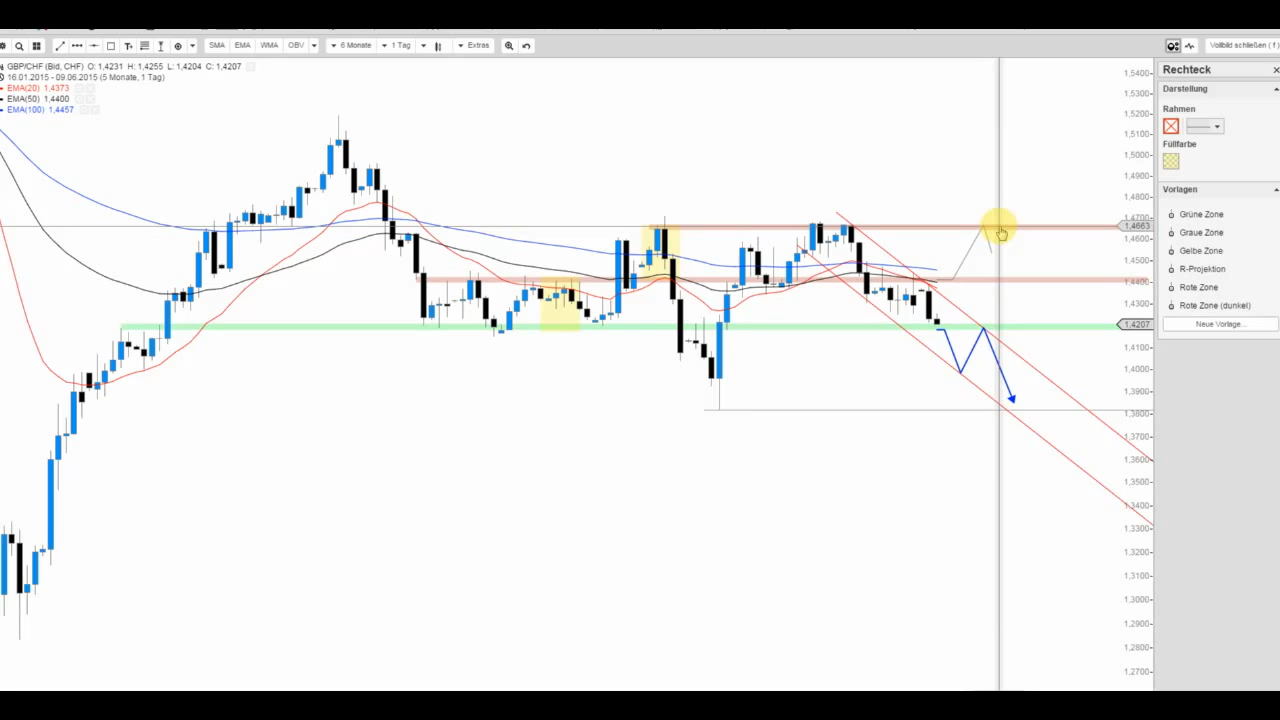 SMA EMA WMA OBV 6 Monate 1 Tag Extras Vollbild schließen ( f )
GBP/CHF (Bid, CHF) O: 1,4231 H: 1,4255 L: 1,4204 C: 1,4207
16.01.2015 - 09.06.2015 (5 Monate, 1 Tag)
EMA(20) 1,4373
EMA(50) 1,4400
EMA(100) 1,4457
1,5400
1,5300
1,5200
1,5100
1,5000
1,4900
1,4800
1,4700
1,4663
1,4600
1,4500
1,4400
1,4300
1,4207
1,4100
1,4000
1,3900
1,3800
1,3700
1,3600
1,3500
1,3400
1,3300
1,3200
1,3100
1,3000
1,2900
1,2800
1,2700
Rechteck
Darstellung
Rahmen
Füllfarbe
Vorlagen
Grüne Zone
Graue Zone
Gelbe Zone
R-Projektion
Rote Zone
Rote Zone (dunkel)
Neue Vorlage...